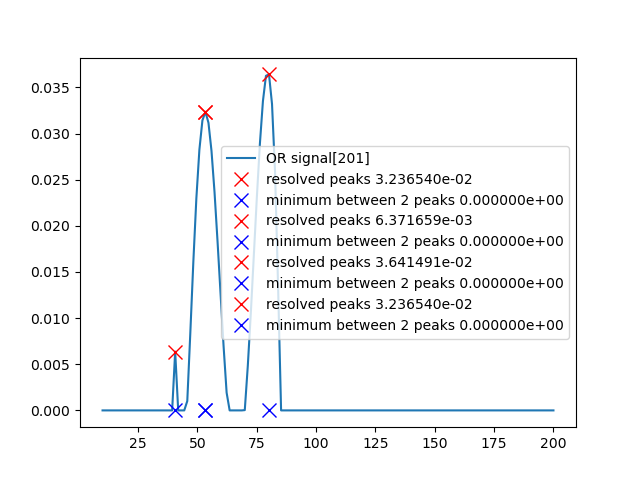 0.035
0.030
0.025
0.020
0.015
0.010
0.005
0.000
OR signal[201]
resolved peaks 3.236540e-02
minimum between 2 peaks 0.000000e+00
resolved peaks 6.371659e-03
minimum between 2 peaks 0.000000e+00
resolved peaks 3.641491e-02
minimum between 2 peaks 0.000000e+00
resolved peaks 3.236540e-02
minimum between 2 peaks 0.000000e+00
25 50 75 100 125 150 175 200